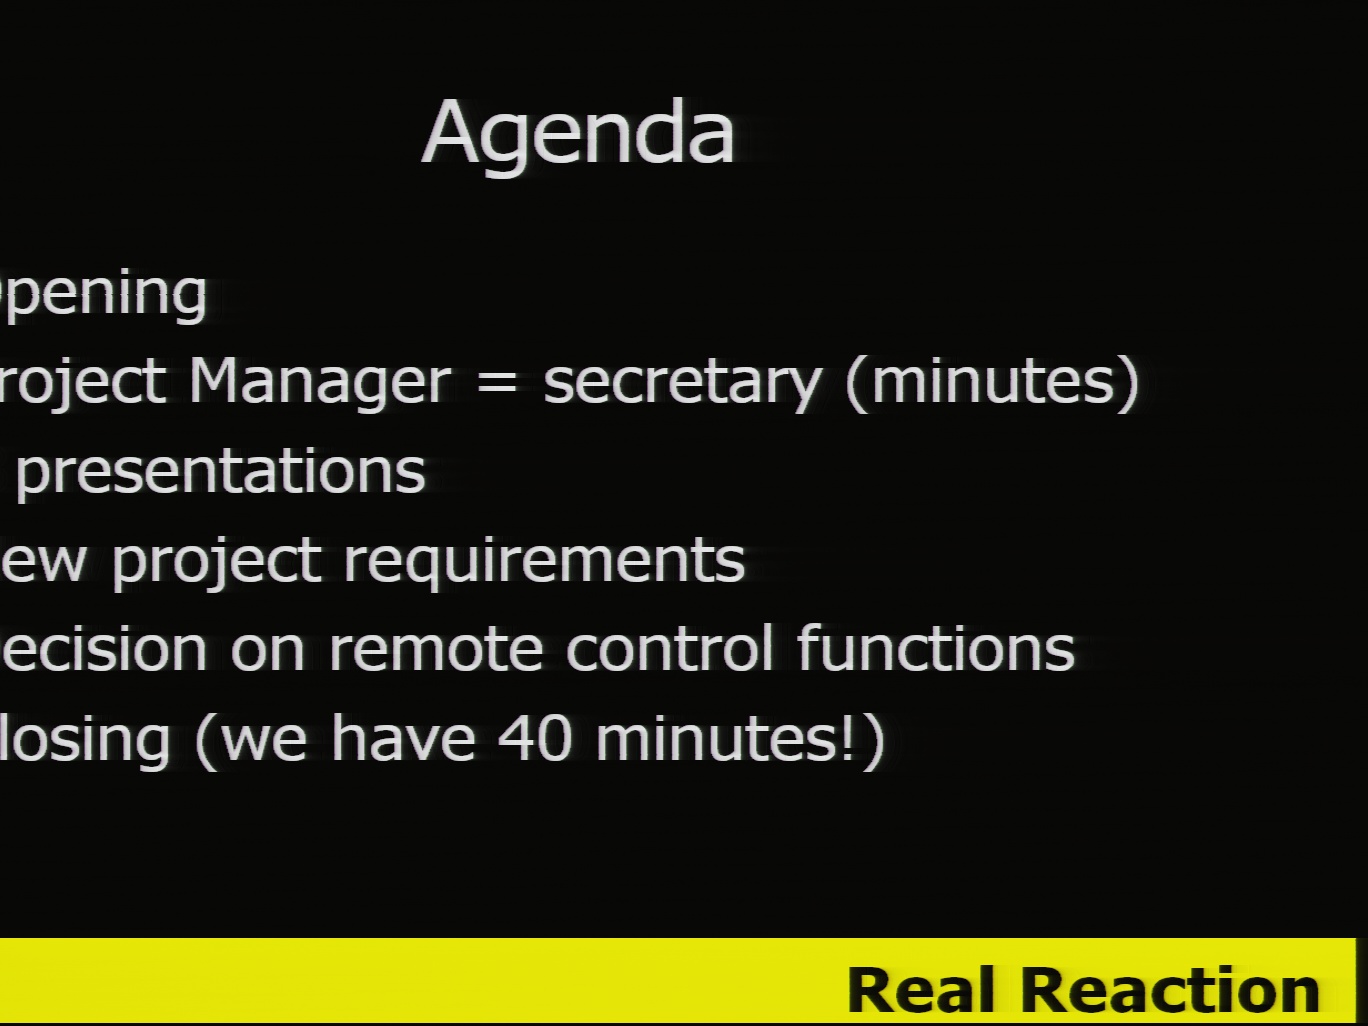 Agenda
pening
roject Manager = secretary (minutes)
presentations
ew project requirements
ecision on remote control functions
losing (we have 40 minutes!)
Real Reaction